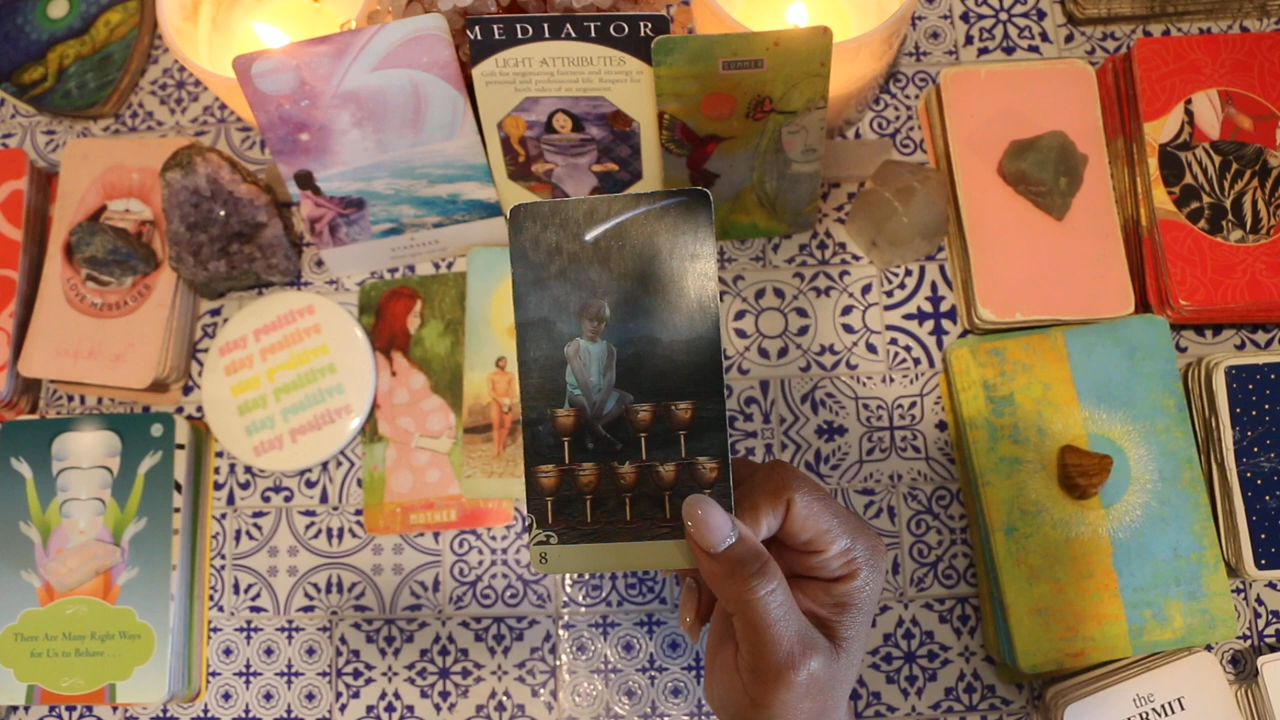 MEDIATOR
LIGHT ATTRIBUTES
Gift for negotiating fairness and strategy in
personal and professional life. Respect for
both sides of an argument.
SUMMER
STARSEED
LOVE MESSAGES
stay positive
stay positive
stay positive
stay positive
stay positive
stay positive
MOTHER
8
There Are Many Right Ways
for Us to Behave . . .
the